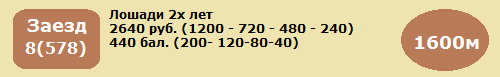 Заезд
8(578)
Лошади 2х лет
2640 руб. (1200 - 720 - 480 - 240)
440 бал. (200- 120-80-40)
1600м